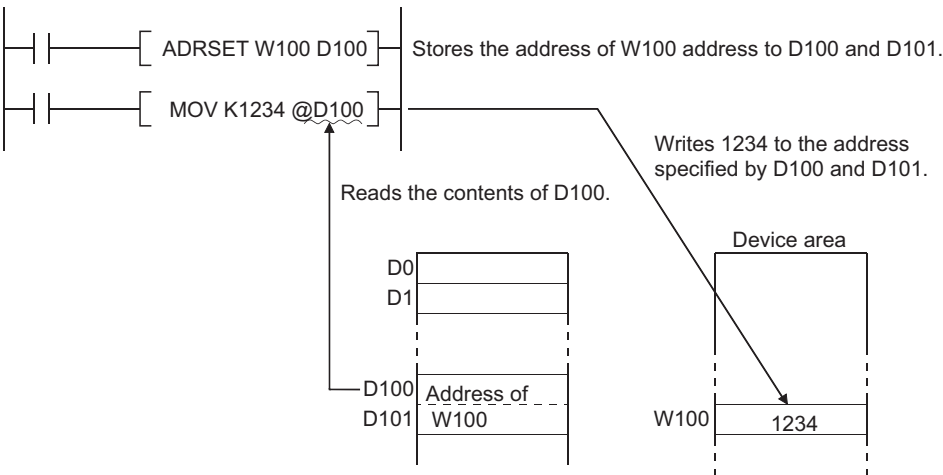 ADRSET W100 D100
Stores the address of W100 address to D100 and D101.
MOV K1234 @D100
Writes 1234 to the address
specified by D100 and D101.
Reads the contents of D100.
Device area
D0
D1
D100
Address of
D101
W100
W100
1234